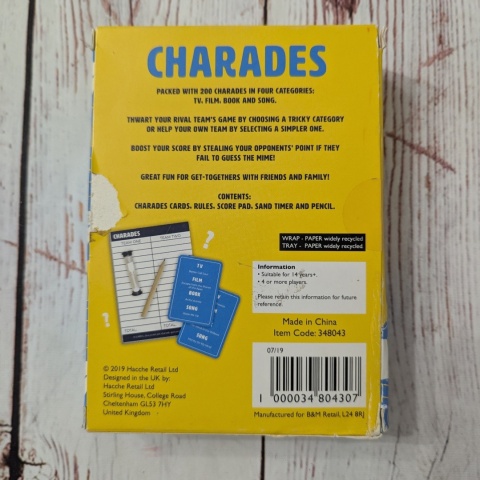 CHARADES
PACKED WITH 200 CHARADES IN FOUR CATEGORIES:
TV, FILM, BOOK AND SONG.
THWART YOUR RIVAL TEAM'S GAME BY CHOOSING A TRICKY CATEGORY
OR HELP YOUR OWN TEAM BY SELECTING A SIMPLER ONE.
BOOST YOUR SCORE BY STEALING YOUR OPPONENTS' POINT IF THEY
FAIL TO GUESS THE MIME!
GREAT FUN FOR GET-TOGETHERS WITH FRIENDS AND FAMILY!
CONTENTS:
CHARADES CARDS, RULES, SCORE PAD, SAND TIMER AND PENCIL.
CHARADES
?
?
TV
FILM
BOOK
SONG
SONG
WRAP - PAPER widely recycled
TRAY - PAPER widely recycled
Information
• Suitable for 14 years+.
• 4 or more players.
Please retain this information for future
reference.
Made in China
Item Code: 348043
07/19
1 000034 804307
Manufactured for B&M Retail, L24 8RJ
© 2019 Hacche Retail Ltd
Designed in the UK by:
Hacche Retail Ltd
Stirling House, College Road
Cheltenham GL53 7HY
United Kingdom